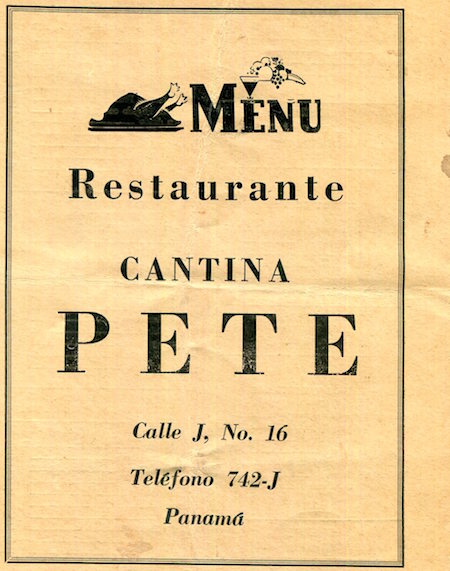 MENU
Restaurante
CANTINA
PETE
Calle J, No. 16
Teléfono 742-J
Panamá